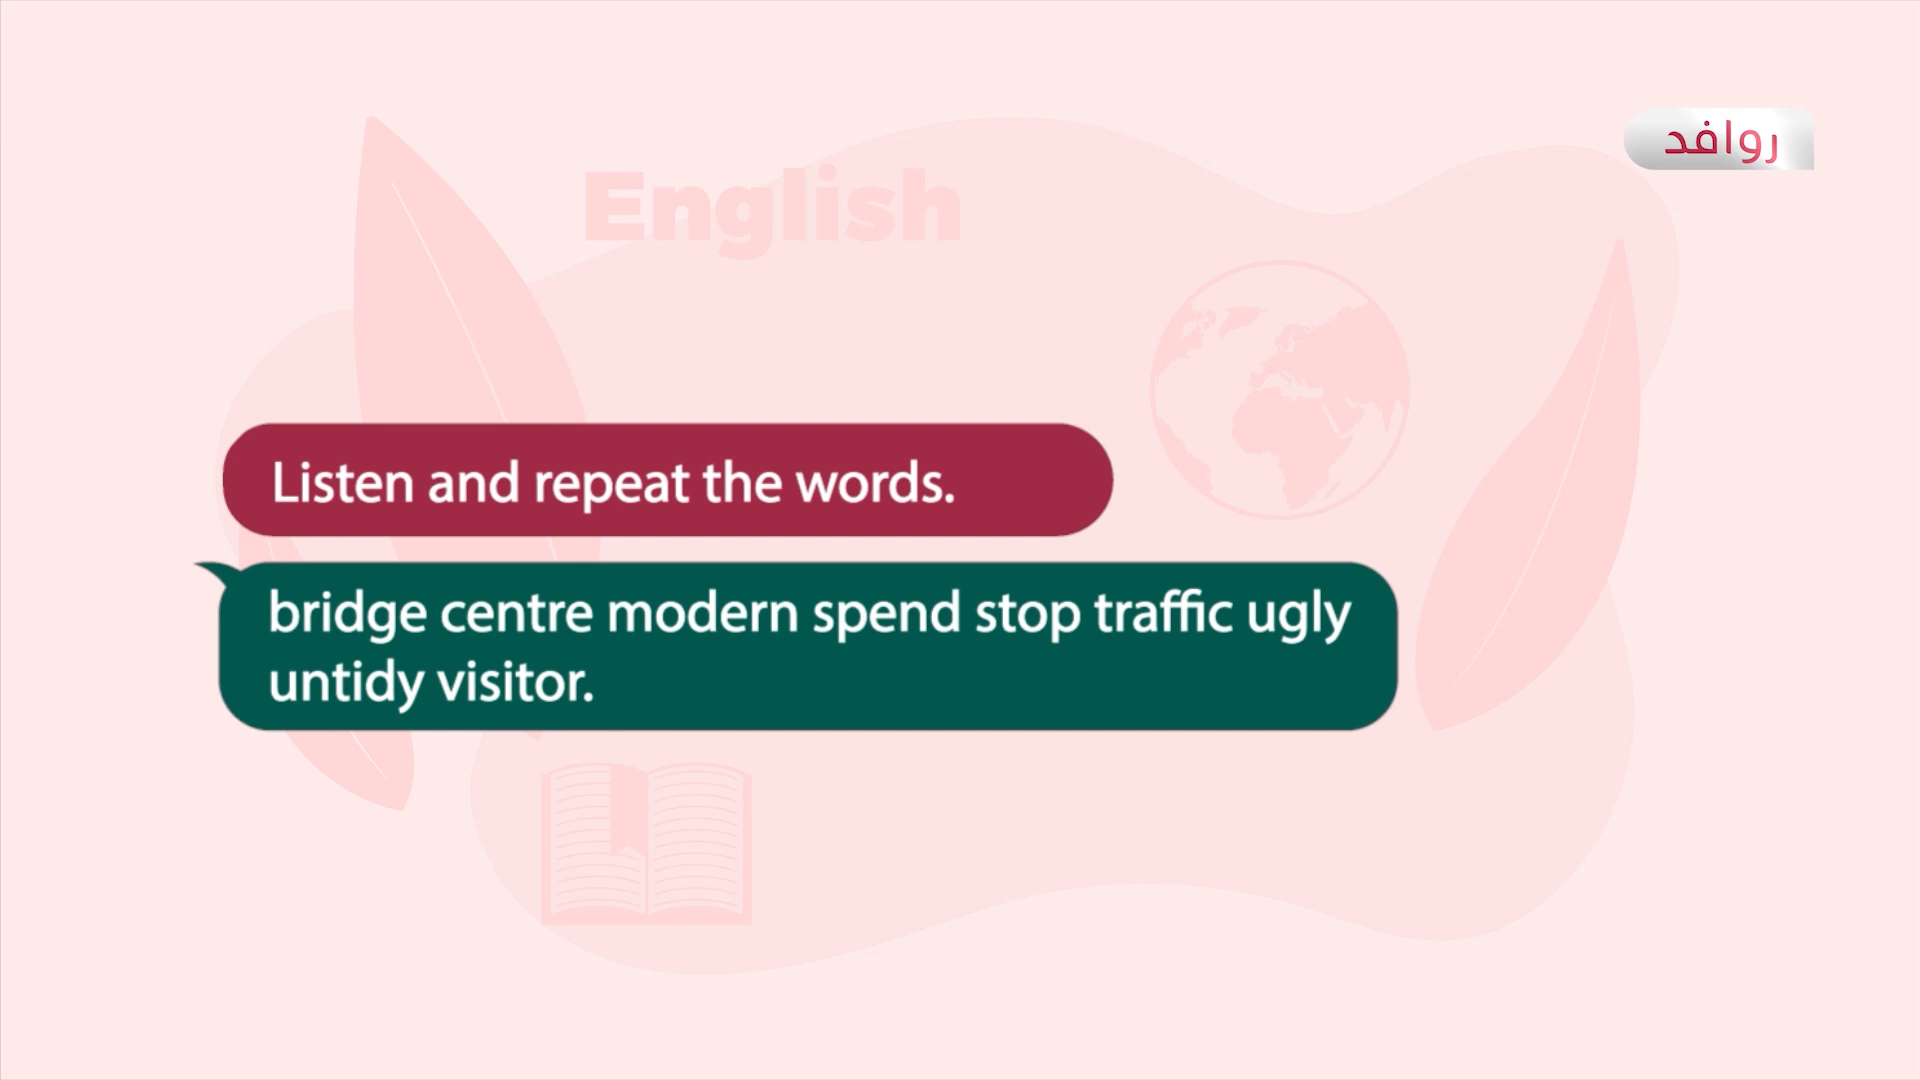 روافد
English
Listen and repeat the words.
bridge centre modern spend stop traffic ugly
untidy visitor.